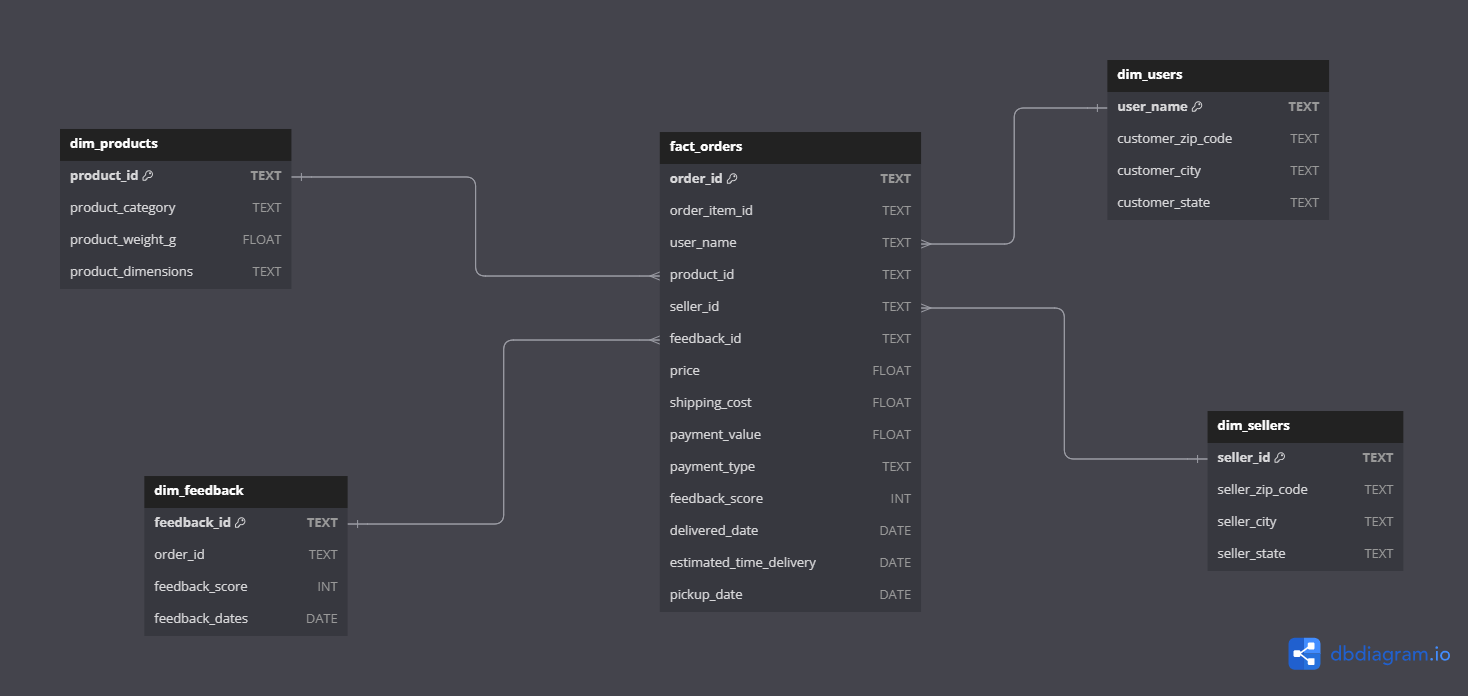 dim_products
product_id TEXT
product_category TEXT
product_weight_g FLOAT
product_dimensions TEXT
dim_feedback
feedback_id TEXT
order_id TEXT
feedback_score INT
feedback_dates DATE
fact_orders
order_id TEXT
order_item_id TEXT
user_name TEXT
product_id TEXT
seller_id TEXT
feedback_id TEXT
price FLOAT
shipping_cost FLOAT
payment_value FLOAT
payment_type TEXT
feedback_score INT
delivered_date DATE
estimated_time_delivery DATE
pickup_date DATE
dim_users
user_name TEXT
customer_zip_code TEXT
customer_city TEXT
customer_state TEXT
dim_sellers
seller_id TEXT
seller_zip_code TEXT
seller_city TEXT
seller_state TEXT
dbdiagram.io